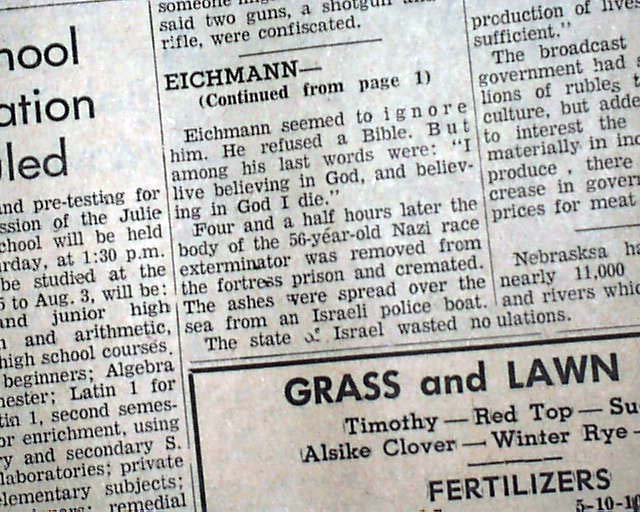 hool
ation
led
and pre-testing for
ssion of the Julie
chool will be held
rday, at 1:30 p.m.
be studied at the
5 to Aug. 3, will be:
and junior high
n and arithmetic,
high school courses.
beginners; Algebra
nester; Latin 1 for
tin 1, second semes-
or enrichment, using
ry and secondary S.
laboratories; private
elementary subjects;
remedial
someone
said two guns, a shotgun
rifle, were confiscated.
EICHMANN—
(Continued from page 1)
Eichmann seemed to ignore
him. He refused a Bible. But
among his last words were: "I
live believing in God, and believ-
ing in God I die."
Four and a half hours later the
body of the 56-year-old Nazi race
exterminator was removed from
the fortress prison and cremated.
The ashes were spread over the
sea from an Israeli police boat.
The state of Israel wasted no
production of lives
sufficient."
The broadcast
government had s
lions of rubles t
culture, but adde
to interest the
materially in inc
produce, there
crease in govern
prices for meat
Nebrasksa ha
nearly 11,000
and rivers whic
ulations.
GRASS and LAWN
Timothy — Red Top — Su
Alsike Clover — Winter Rye —
FERTILIZERS
5-10-10